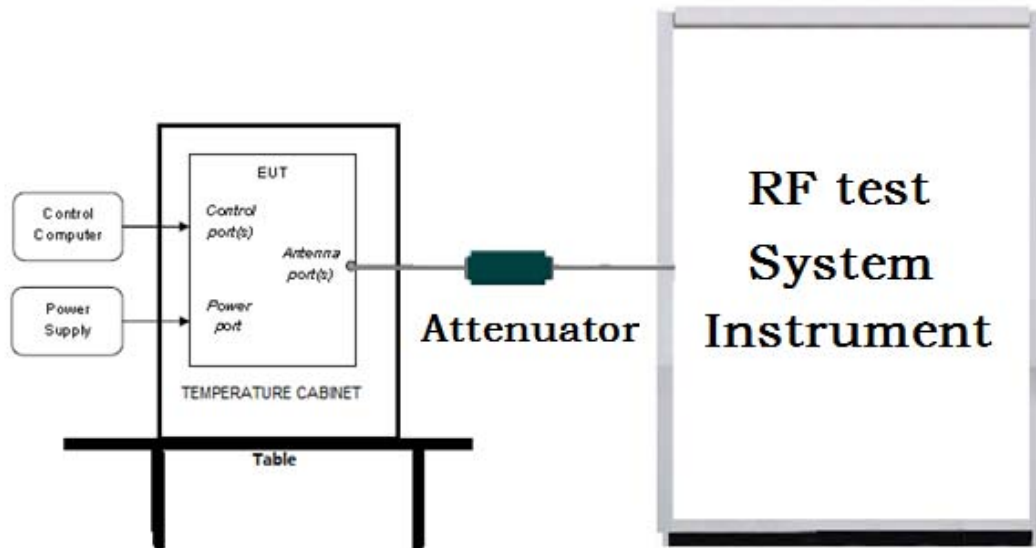 Control
Computer
Power
Supply
EUT
Control
port(s)
Antenna
port(s)
Power
port
TEMPERATURE CABINET
Table
Attenuator
RF test
System
Instrument